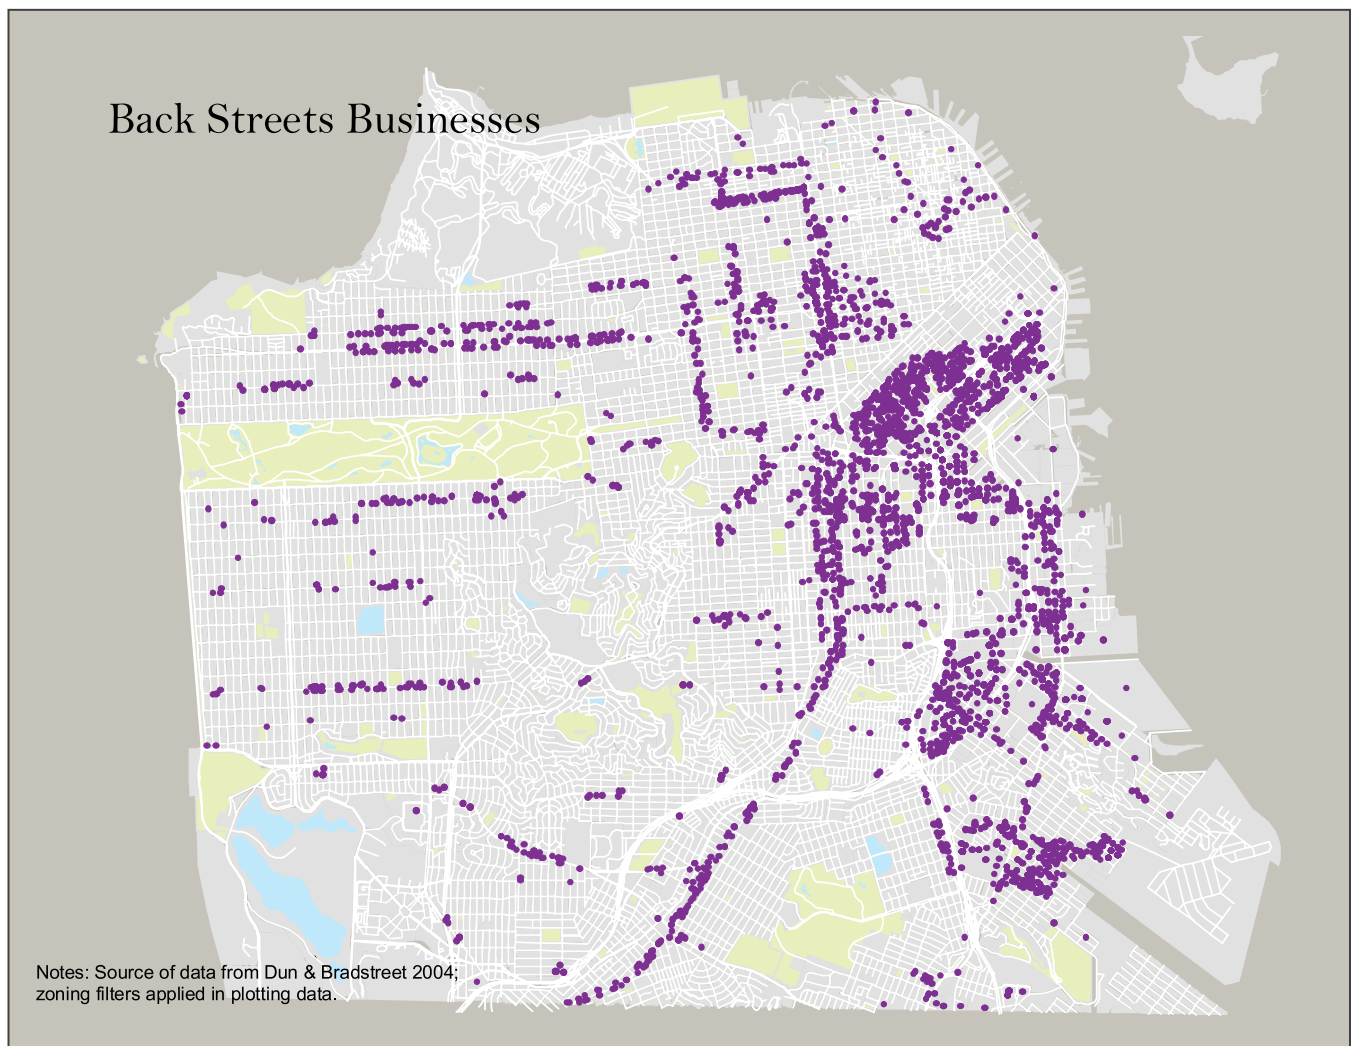 Back Streets Businesses
Notes: Source of data from Dun & Bradstreet 2004;
zoning filters applied in plotting data.